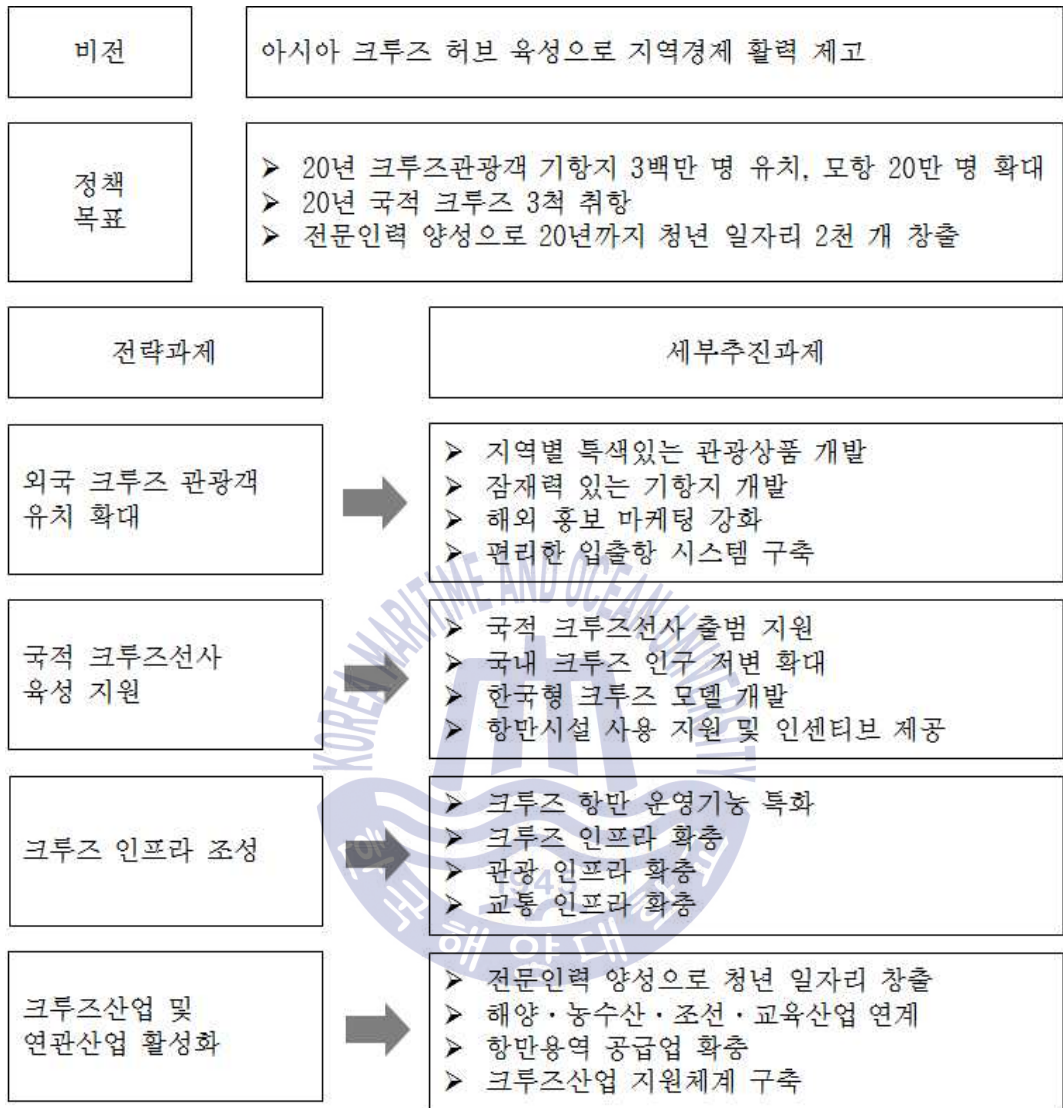 비전
아시아 크루즈 허브 육성으로 지역경제 활력 제고
정책
목표
➢ 20년 크루즈관광객 기항지 3백만 명 유치, 모항 20만 명 확대
➢ 20년 국적 크루즈 3척 취항
➢ 전문인력 양성으로 20년까지 청년 일자리 2천 개 창출
전략과제
세부추진과제
외국 크루즈 관광객
유치 확대
➢ 지역별 특색있는 관광상품 개발
➢ 잠재력 있는 기항지 개발
➢ 해외 홍보 마케팅 강화
➢ 편리한 입출항 시스템 구축
국적 크루즈선사
육성 지원
➢ 국적 크루즈선사 출범 지원
➢ 국내 크루즈 인구 저변 확대
➢ 한국형 크루즈 모델 개발
➢ 항만시설 사용 지원 및 인센티브 제공
크루즈 인프라 조성
➢ 크루즈 항만 운영기능 특화
➢ 크루즈 인프라 확충
➢ 관광 인프라 확충
➢ 교통 인프라 확충
크루즈산업 및
연관산업 활성화
➢ 전문인력 양성으로 청년 일자리 창출
➢ 해양·농수산·조선·교육산업 연계
➢ 항만용역 공급업 확충
➢ 크루즈산업 지원체계 구축
KOREA MARITIME AND OCEAN UNIVERSITY
1945
한국해양대학교